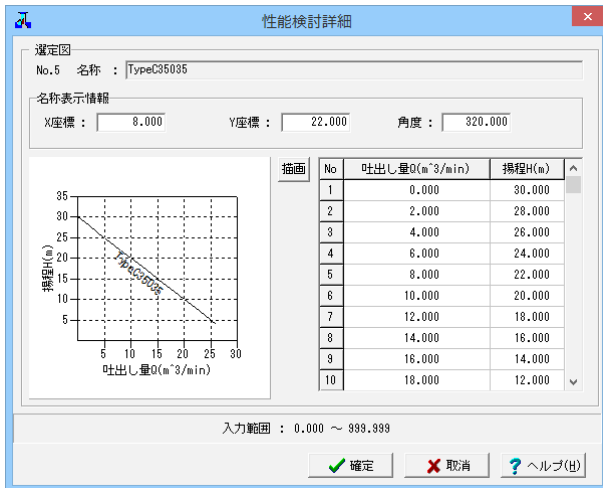 性能検討詳細
選定図
No.5 名称 : TypeC35035
名称表示情報
X座標 : 8.000 Y座標 : 22.000 角度 : 320.000
描画
揚程H(m)
35
30
25
20
15
10
5
TypeC35035
5 10 15 20 25 30
吐出し量Q(m^3/min)
No 吐出し量Q(m^3/min) 揚程H(m)
1 0.000 30.000
2 2.000 28.000
3 4.000 26.000
4 6.000 24.000
5 8.000 22.000
6 10.000 20.000
7 12.000 18.000
8 14.000 16.000
9 16.000 14.000
10 18.000 12.000
入力範囲 : 0.000 ～ 999.999
確定 取消 ヘルプ(H)